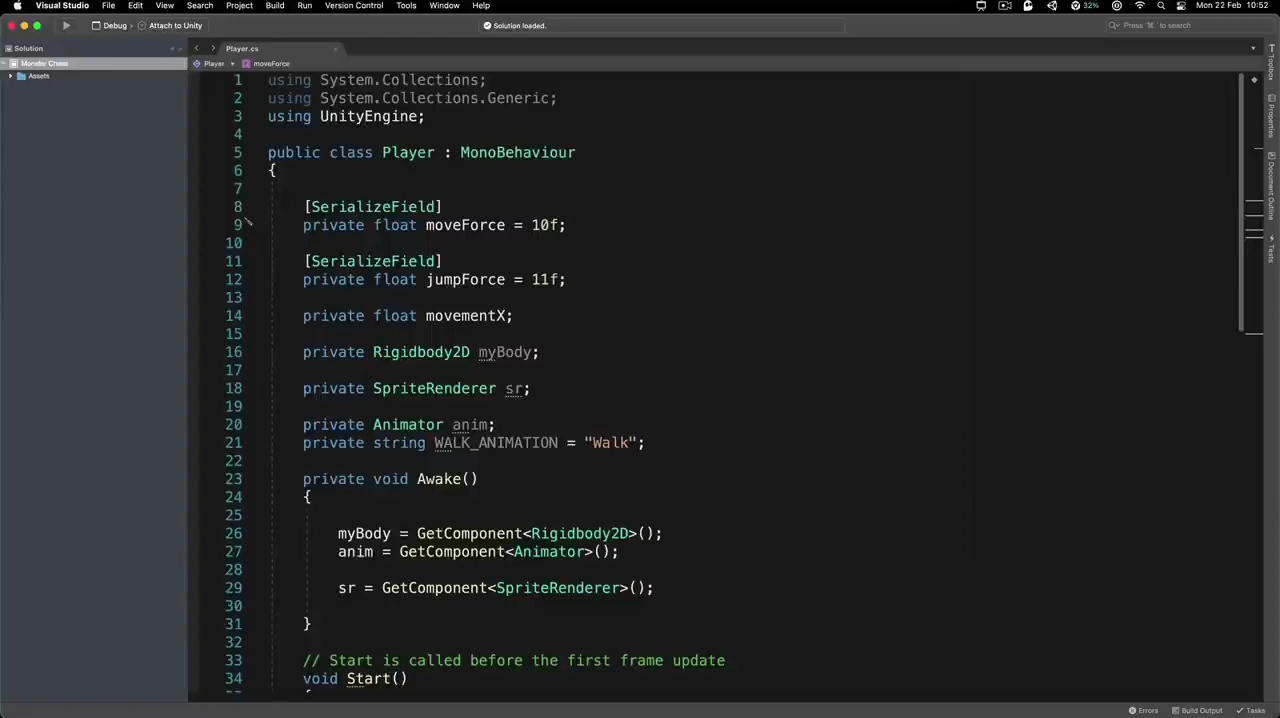 Visual Studio File Edit View Search Project Build Run Version Control Tools Window Help
32% Mon 22 Feb 10:52
Debug Attach to Unity
Solution loaded.
Press '⌘.' to search
Solution
Player.cs
Monster Chase
Player moveForce
Assets
Toolbox
Properties
Document Outline
Tests
1 using System.Collections;
2 using System.Collections.Generic;
3 using UnityEngine;
4
5 public class Player : MonoBehaviour
6 {
7
8 [SerializeField]
9 private float moveForce = 10f;
10
11 [SerializeField]
12 private float jumpForce = 11f;
13
14 private float movementX;
15
16 private Rigidbody2D myBody;
17
18 private SpriteRenderer sr;
19
20 private Animator anim;
21 private string WALK_ANIMATION = "Walk";
22
23 private void Awake()
24 {
25
26 myBody = GetComponent<Rigidbody2D>();
27 anim = GetComponent<Animator>();
28
29 sr = GetComponent<SpriteRenderer>();
30
31 }
32
33 // Start is called before the first frame update
34 void Start()
Errors Build Output Tasks